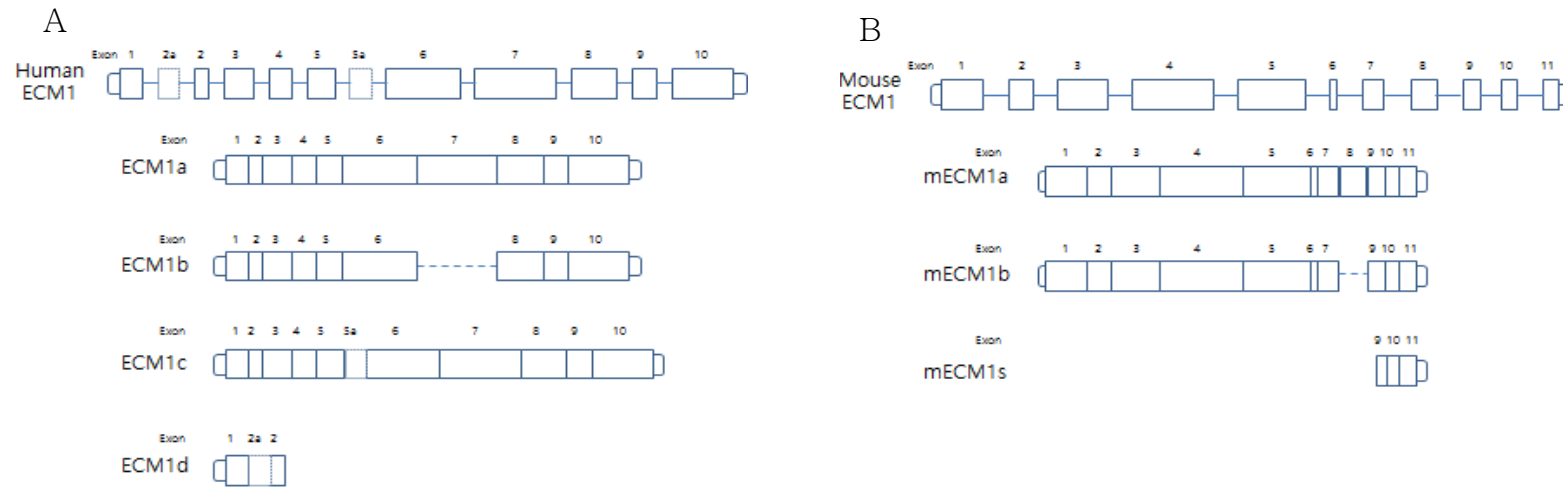 A
Exon 1 2a 2 3 4 5 5a 6 7 8 9 10
Human
ECM1
Exon 1 2 3 4 5 6 7 8 9 10
ECM1a
Exon 1 2 3 4 5 6 8 9 10
ECM1b
Exon 1 2 3 4 5 5a 6 7 8 9 10
ECM1c
Exon 1 2a 2
ECM1d
B
Exon 1 2 3 4 5 6 7 8 9 10 11
Mouse
ECM1
Exon 1 2 3 4 5 6 7 8 9 10 11
mECM1a
Exon 1 2 3 4 5 6 7 9 10 11
mECM1b
Exon 9 10 11
mECM1s